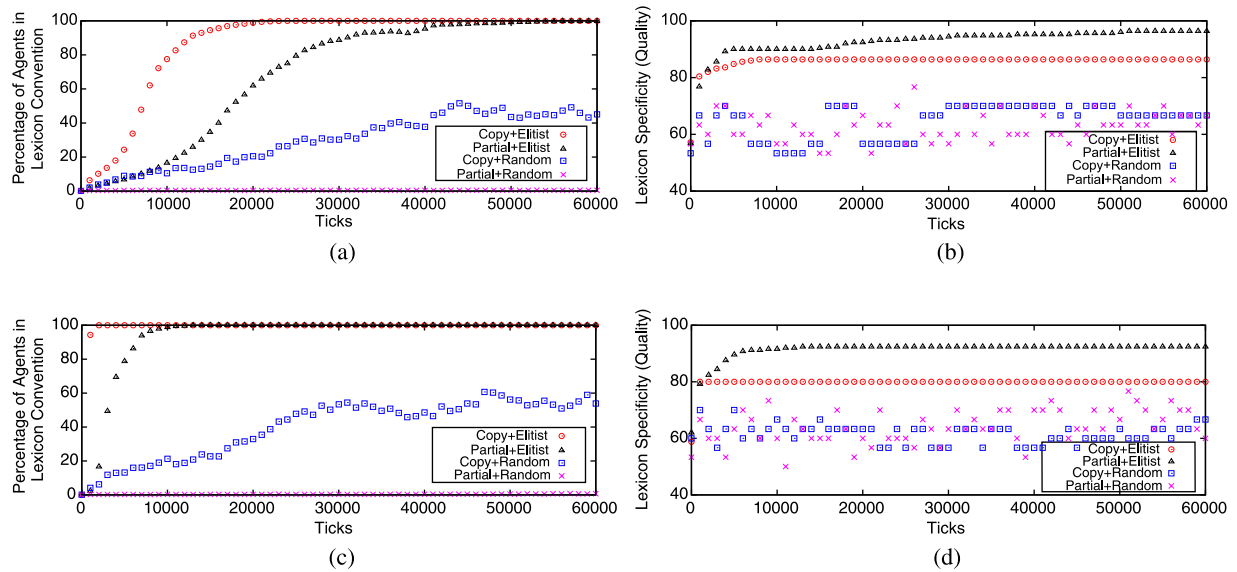 (a)
Percentage of Agents in
Lexicon Convention
100
80
60
40
20
0
0
10000
20000
30000
40000
50000
60000
Ticks
Copy+Elitist
Partial+Elitist
Copy+Random
Partial+Random
(a)
(b)
Lexicon Specificity (Quality)
100
80
60
40
0
10000
20000
30000
40000
50000
60000
Ticks
Copy+Elitist
Partial+Elitist
Copy+Random
Partial+Random
(b)
Percentage of Agents in
Lexicon Convention
100
80
60
40
20
0
0
10000
20000
30000
40000
50000
60000
Ticks
Copy+Elitist
Partial+Elitist
Copy+Random
Partial+Random
(c)
Lexicon Specificity (Quality)
100
80
60
40
0
10000
20000
30000
40000
50000
60000
Ticks
Copy+Elitist
Partial+Elitist
Copy+Random
Partial+Random
(d)